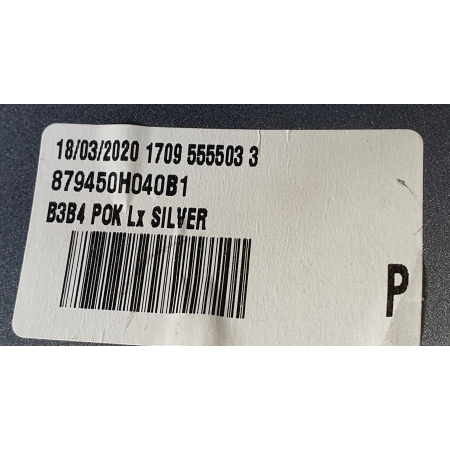 18/03/2020 1709 555503 3
879450H040B1
B3B4 POK Lx SILVER
P